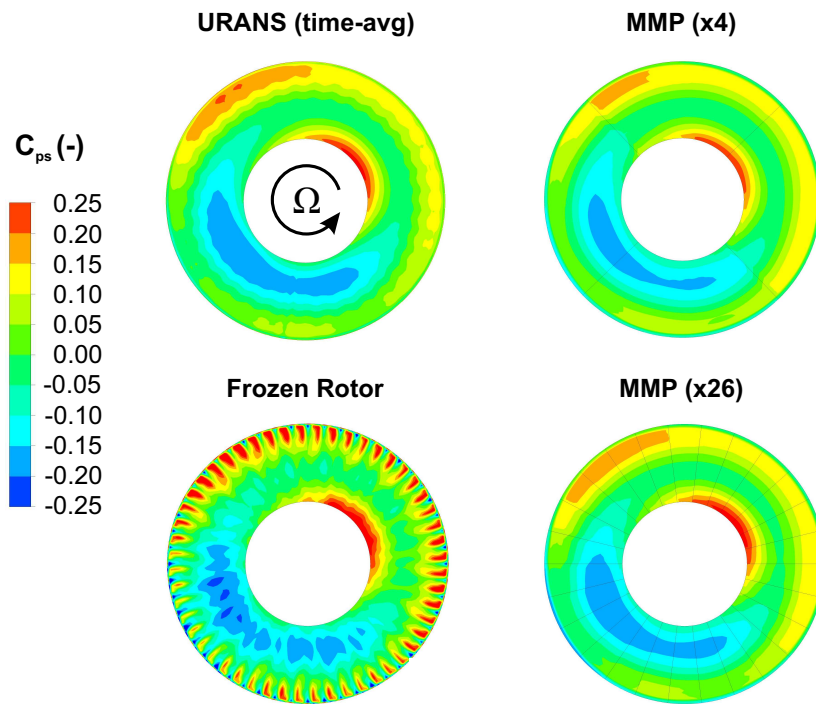 URANS (time-avg)
MMP (x4)
C_ps (-)
0.25
0.20
0.15
0.10
0.05
0.00
-0.05
-0.10
-0.15
-0.20
-0.25
Ω
Frozen Rotor
MMP (x26)